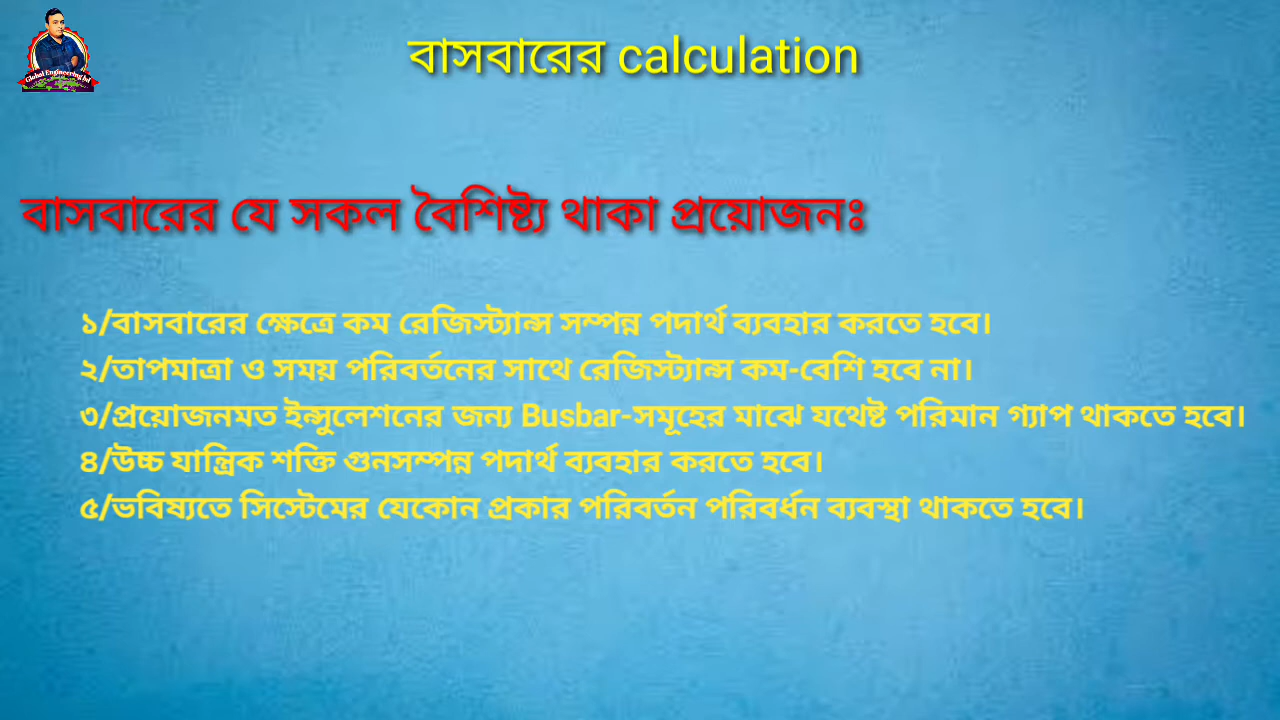 Global Engineering bd
বাসবারের calculation
বাসবারের যে সকল বৈশিষ্ট্য থাকা প্রয়োজনঃ
১/বাসবারের ক্ষেত্রে কম রেজিস্ট্যান্স সম্পন্ন পদার্থ ব্যবহার করতে হবে।
২/তাপমাত্রা ও সময় পরিবর্তনের সাথে রেজিস্ট্যান্স কম-বেশি হবে না।
৩/প্রয়োজনমত ইন্সুলেশনের জন্য Busbar-সমূহের মাঝে যথেষ্ট পরিমান গ্যাপ থাকতে হবে।
৪/উচ্চ যান্ত্রিক শক্তি গুনসম্পন্ন পদার্থ ব্যবহার করতে হবে।
৫/ভবিষ্যতে সিস্টেমের যেকোন প্রকার পরিবর্তন পরিবর্ধন ব্যবস্থা থাকতে হবে।